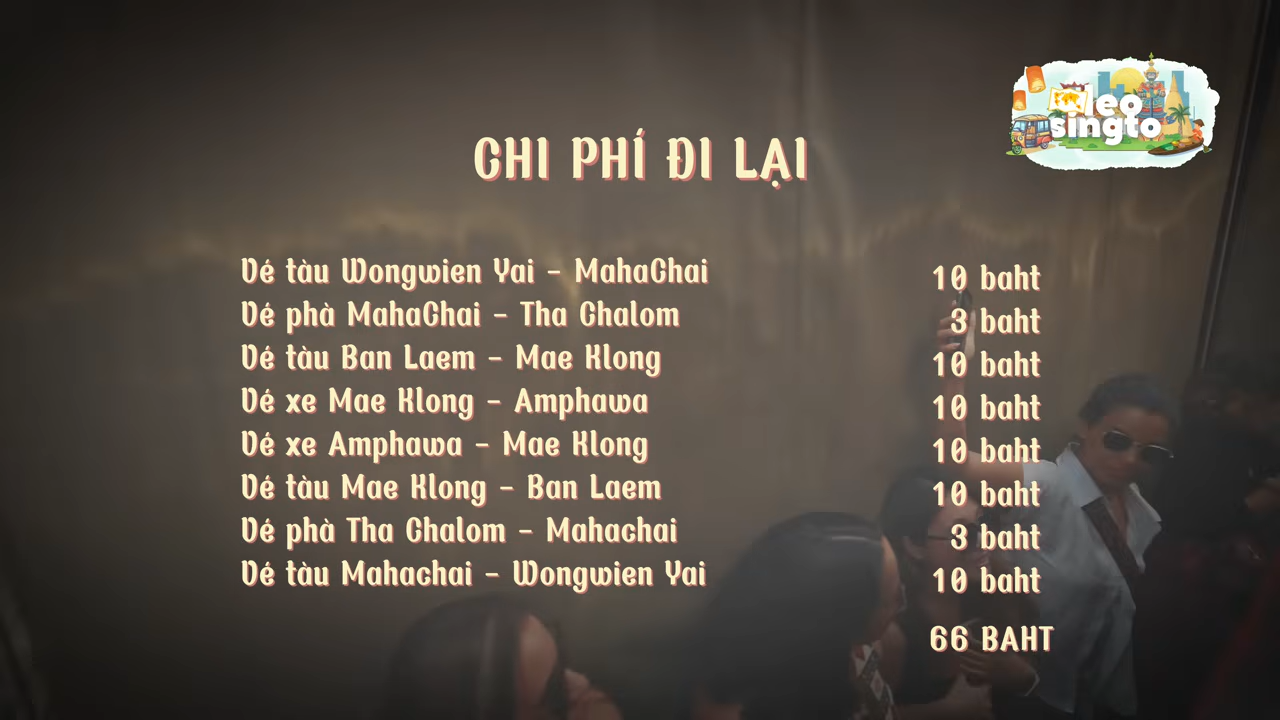 leo
singto
CHI PHÍ ĐI LẠI
Vé tàu Wongwien Yai - MahaChai 10 baht
Vé phà MahaChai - Tha Chalom 3 baht
Vé tàu Ban Laem - Mae Klong 10 baht
Vé xe Mae Klong - Amphawa 10 baht
Vé xe Amphawa - Mae Klong 10 baht
Vé tàu Mae Klong - Ban Laem 10 baht
Vé phà Tha Chalom - Mahachai 3 baht
Vé tàu Mahachai - Wongwien Yai 10 baht
66 BAHT